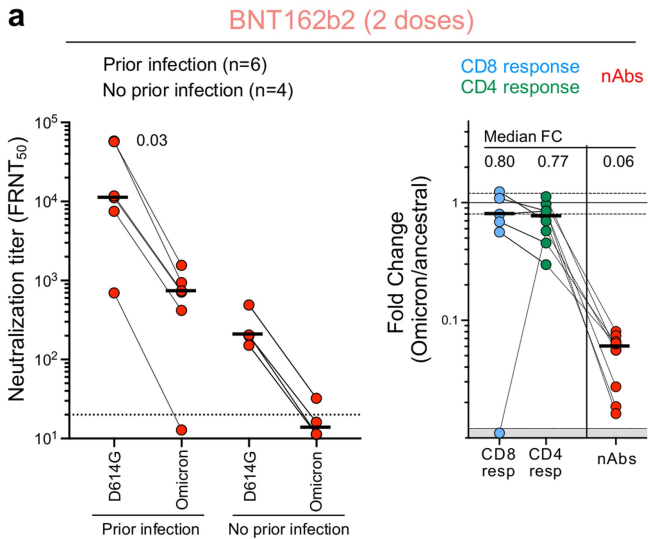 a
BNT162b2 (2 doses)
Prior infection (n=6)
No prior infection (n=4)
Neutralization titer (FRNT50)
10^5
10^4
10^3
10^2
10^1
0.03
D614G
Omicron
D614G
Omicron
Prior infection
No prior infection
CD8 response
CD4 response
nAbs
Median FC
0.80 0.77 0.06
Fold Change
(Omicron/ancestral)
1
0.1
CD8 resp
CD4 resp
nAbs